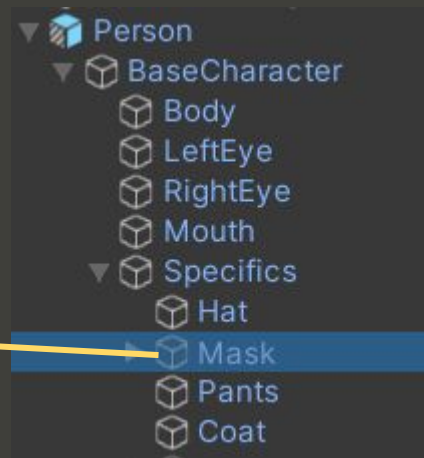 Person
BaseCharacter
Body
LeftEye
RightEye
Mouth
Specifics
Hat
Mask
Pants
Coat